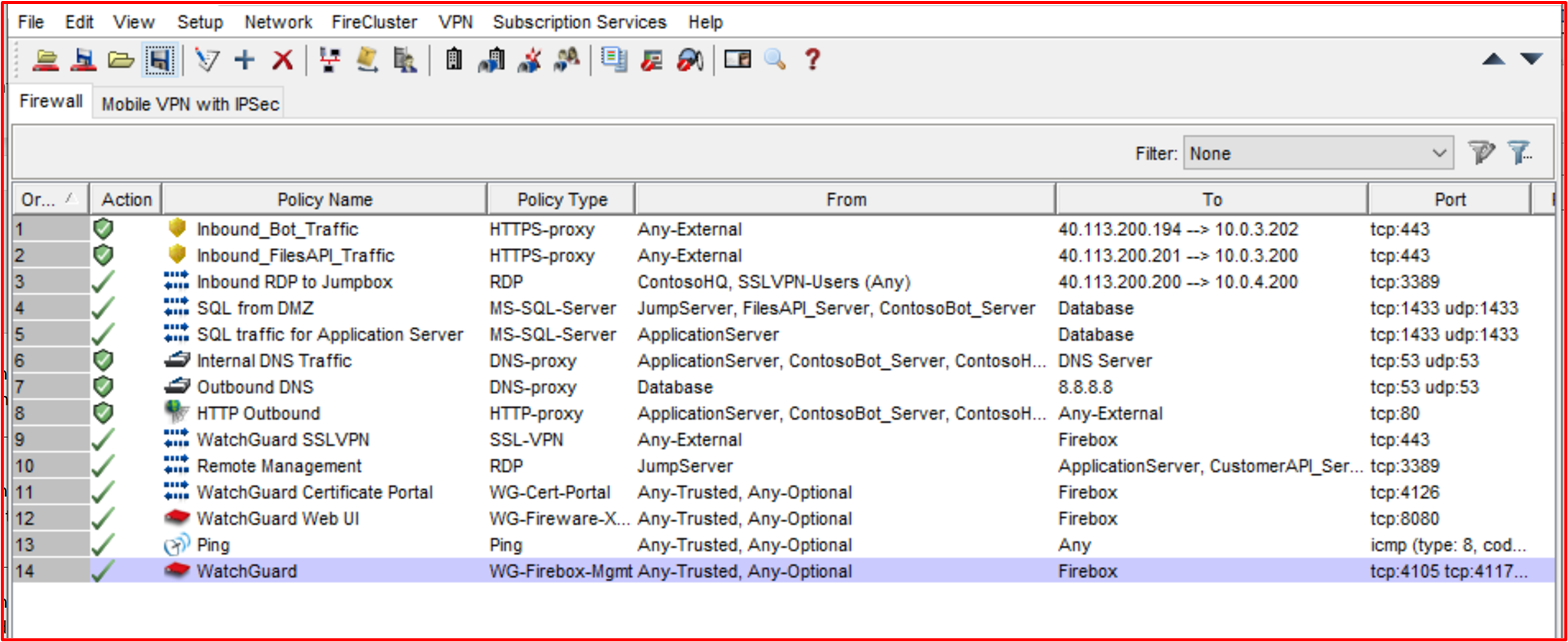 File Edit View Setup Network FireCluster VPN Subscription Services Help
Firewall Mobile VPN with IPSec
Filter: None
Or... Action Policy Name Policy Type From To Port
1 Inbound_Bot_Traffic HTTPS-proxy Any-External 40.113.200.194 --> 10.0.3.202 tcp:443
2 Inbound_FilesAPI_Traffic HTTPS-proxy Any-External 40.113.200.201 --> 10.0.3.200 tcp:443
3 Inbound RDP to Jumpbox RDP ContosoHQ, SSLVPN-Users (Any) 40.113.200.200 --> 10.0.4.200 tcp:3389
4 SQL from DMZ MS-SQL-Server JumpServer, FilesAPI_Server, ContosoBot_Server Database tcp:1433 udp:1433
5 SQL traffic for Application Server MS-SQL-Server ApplicationServer Database tcp:1433 udp:1433
6 Internal DNS Traffic DNS-proxy ApplicationServer, ContosoBot_Server, ContosoH... DNS Server tcp:53 udp:53
7 Outbound DNS DNS-proxy Database 8.8.8.8 tcp:53 udp:53
8 HTTP Outbound HTTP-proxy ApplicationServer, ContosoBot_Server, ContosoH... Any-External tcp:80
9 WatchGuard SSLVPN SSL-VPN Any-External Firebox tcp:443
10 Remote Management RDP JumpServer ApplicationServer, CustomerAPI_Ser... tcp:3389
11 WatchGuard Certificate Portal WG-Cert-Portal Any-Trusted, Any-Optional Firebox tcp:4126
12 WatchGuard Web UI WG-Fireware-X... Any-Trusted, Any-Optional Firebox tcp:8080
13 Ping Ping Any-Trusted, Any-Optional Any icmp (type: 8, cod...
14 WatchGuard WG-Firebox-Mgmt Any-Trusted, Any-Optional Firebox tcp:4105 tcp:4117...